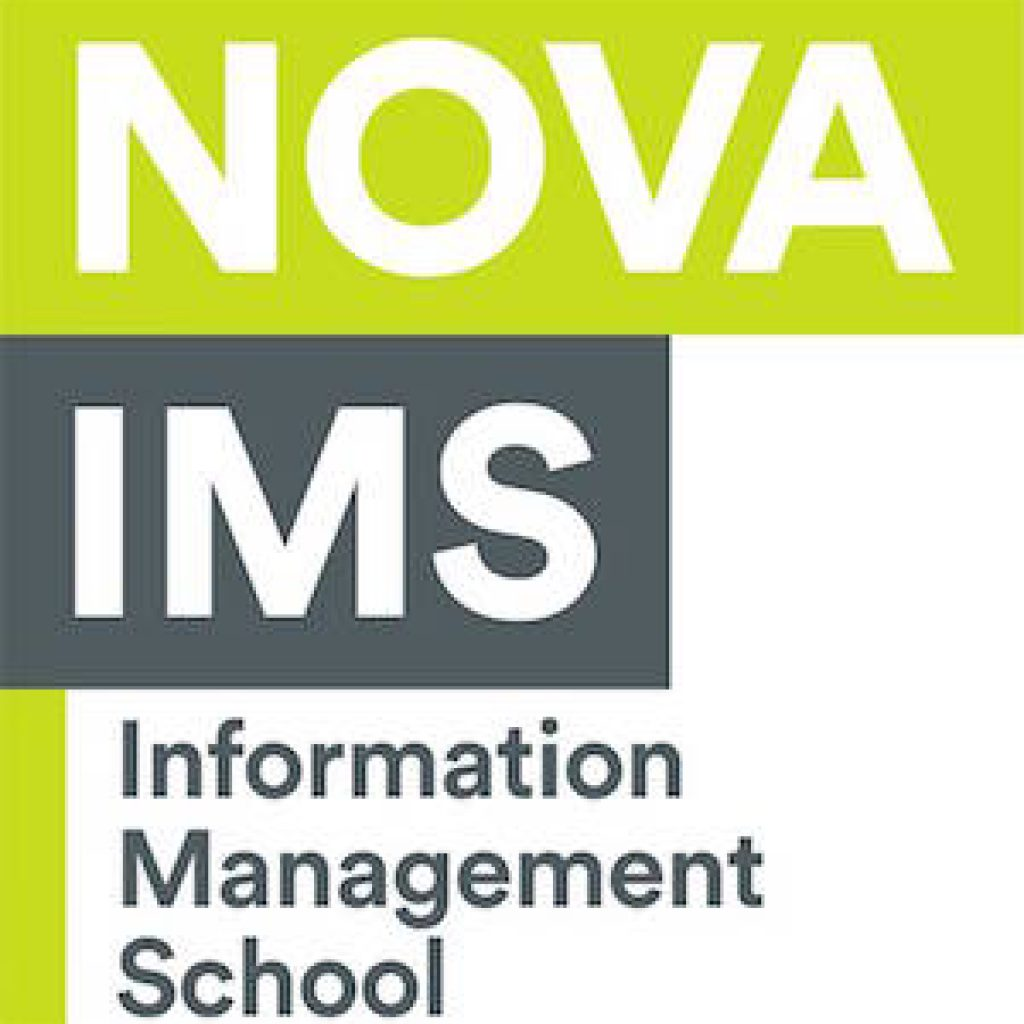 NOVA
IMS
Information
Management
School